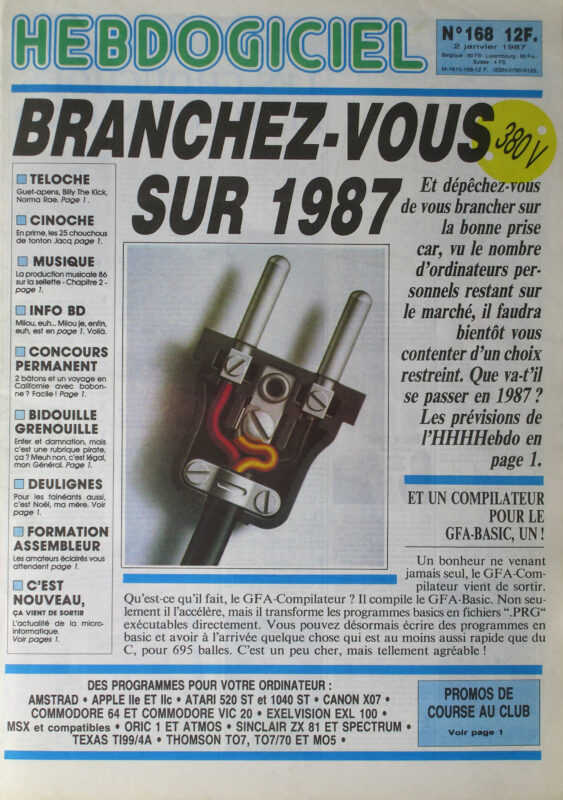 HEBDOGICIEL
N°168 12F.
2 janvier 1987
BRANCHEZ-VOUS
SUR 1987
380V
TELOCHE
Guet-apens, Billy The Kick,
Norma Rae. Page 1.
CINOCHE
En prime, les 25 chouchous
de tonton Jacq page 1.
MUSIQUE
La production musicale 86
sur la sellette - Chapitre 2 -
page 1.
INFO BD
Milou, euh... Milou je, enfin,
euh, est en page 1. Voilà.
CONCOURS
PERMANENT
2 bâtons et un voyage en
Californie avec bobon-
ne ? Facile ! Page 1.
BIDOUILLE
GRENOUILLE
Enfer et damnation, mais
c'est une rubrique pirate,
ça ? Meuh non, c'est légal,
mon Général. Page 1.
DEULIGNES
Pour les fainéants aussi,
c'est Noël, ma mère. Voir
page 1.
FORMATION
ASSEMBLEUR
Les amateurs éclairés vous
attendent page 1.
C'EST
NOUVEAU,
ÇA VIENT DE SORTIR
L'actualité de la micro-
informatique.
Voir pages 1.
Et dépêchez-vous
de vous brancher sur
la bonne prise
car, vu le nombre
d'ordinateurs per-
sonnels restant sur
le marché, il faudra
bientôt vous
contenter d'un choix
restreint. Que va-t'il
se passer en 1987 ?
Les prévisions de
l'HHHHebdo en
page 1.
ET UN COMPILATEUR
POUR LE
GFA-BASIC, UN !
Un bonheur ne venant
jamais seul, le GFA-Com-
pilateur vient de sortir.
Qu'est-ce qu'il fait, le GFA-Compilateur ? Il compile le GFA-Basic. Non seu-
lement il l'accélère, mais il transforme les programmes basics en fichiers ".PRG"
exécutables directement. Vous pouvez désormais écrire des programmes en
basic et avoir à l'arrivée quelque chose qui est au moins aussi rapide que du
C, pour 695 balles. C'est un peu cher, mais tellement agréable !
DES PROGRAMMES POUR VOTRE ORDINATEUR :
AMSTRAD • APPLE IIe ET IIc • ATARI 520 ST et 1040 ST • CANON X07 •
COMMODORE 64 ET COMMODORE VIC 20 • EXELVISION EXL 100 •
MSX et compatibles • ORIC 1 ET ATMOS • SINCLAIR ZX 81 ET SPECTRUM •
TEXAS TI99/4A • THOMSON TO7, TO7/70 ET MO5 •
PROMOS DE
COURSE AU CLUB
Voir page 1